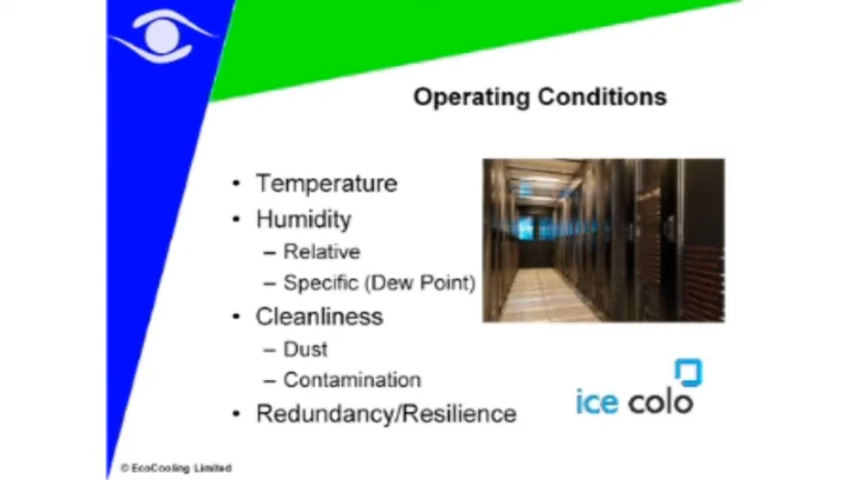 Operating Conditions
• Temperature
• Humidity
– Relative
– Specific (Dew Point)
• Cleanliness
– Dust
– Contamination
• Redundancy/Resilience
ice colo
© EcoCooling Limited